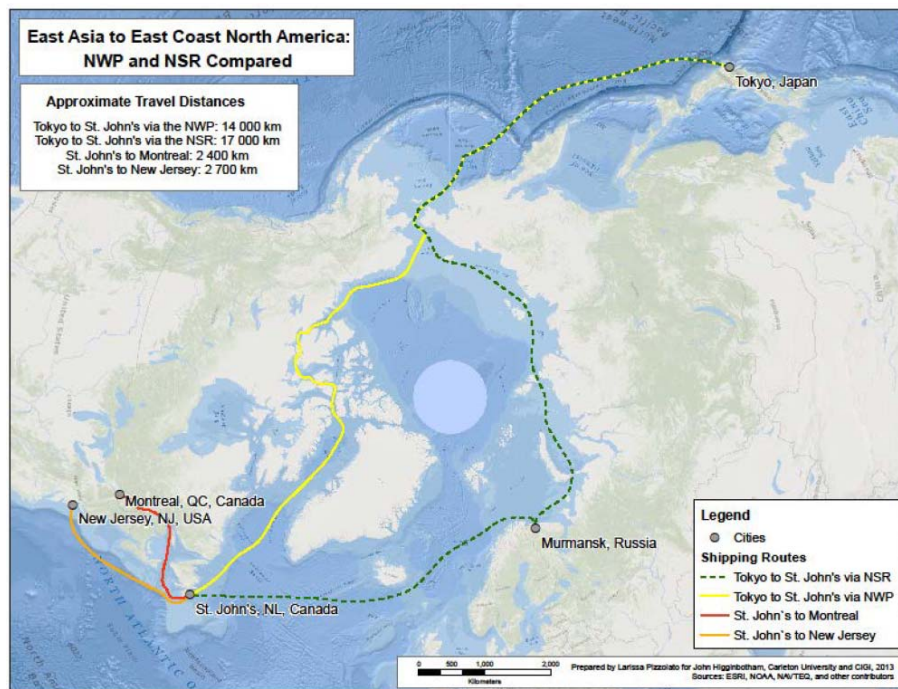 East Asia to East Coast North America:
NWP and NSR Compared
Approximate Travel Distances
Tokyo to St. John's via the NWP: 14 000 km
Tokyo to St. John's via the NSR: 17 000 km
St. John's to Montreal: 2 400 km
St. John's to New Jersey: 2 700 km
Tokyo, Japan
Montreal, QC, Canada
New Jersey, NJ, USA
Murmansk, Russia
St. John's, NL, Canada
NORTH ATLANTIC
United States
China
Legend
Cities
Shipping Routes
Tokyo to St. John's via NSR
Tokyo to St. John's via NWP
St. John`s to Montreal
St. John`s to New Jersey
0 500 1,000 2,000
Kilometers
Prepared by Larissa Pizzolato for John Higginbotham, Carleton University and CIGI, 2013
Sources: ESRI, NOAA, NAVTEQ, and other contributors